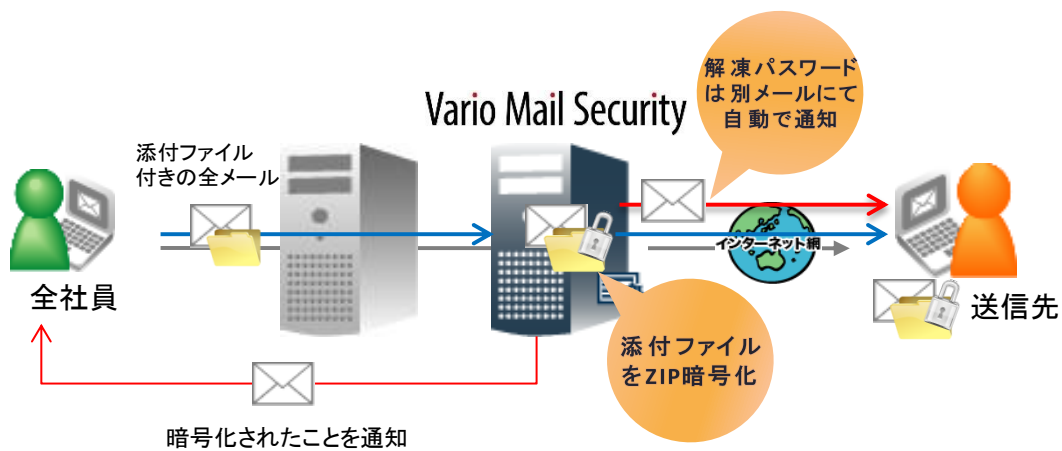 解凍パスワード
は別メールにて
自動で通知
Vario Mail Security
添付ファイル
付きの全メール
インターネット網
全社員
送信先
添付ファイル
をZIP暗号化
暗号化されたことを通知